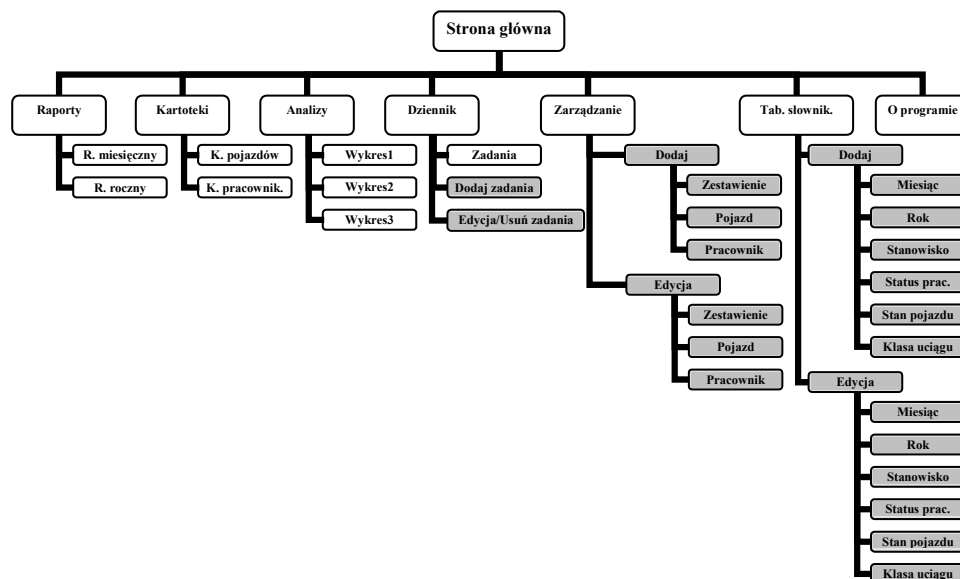 Strona główna
Raporty
Kartoteki
Analizy
Dziennik
Zarządzanie
Tab. słownik.
O programie
R. miesięczny
R. roczny
K. pojazdów
K. pracownik.
Wykres1
Wykres2
Wykres3
Zadania
Dodaj zadania
Edycja/Usuń zadania
Dodaj
Zestawienie
Pojazd
Pracownik
Edycja
Zestawienie
Pojazd
Pracownik
Dodaj
Miesiąc
Rok
Stanowisko
Status prac.
Stan pojazdu
Klasa uciągu
Edycja
Miesiąc
Rok
Stanowisko
Status prac.
Stan pojazdu
Klasa uciągu